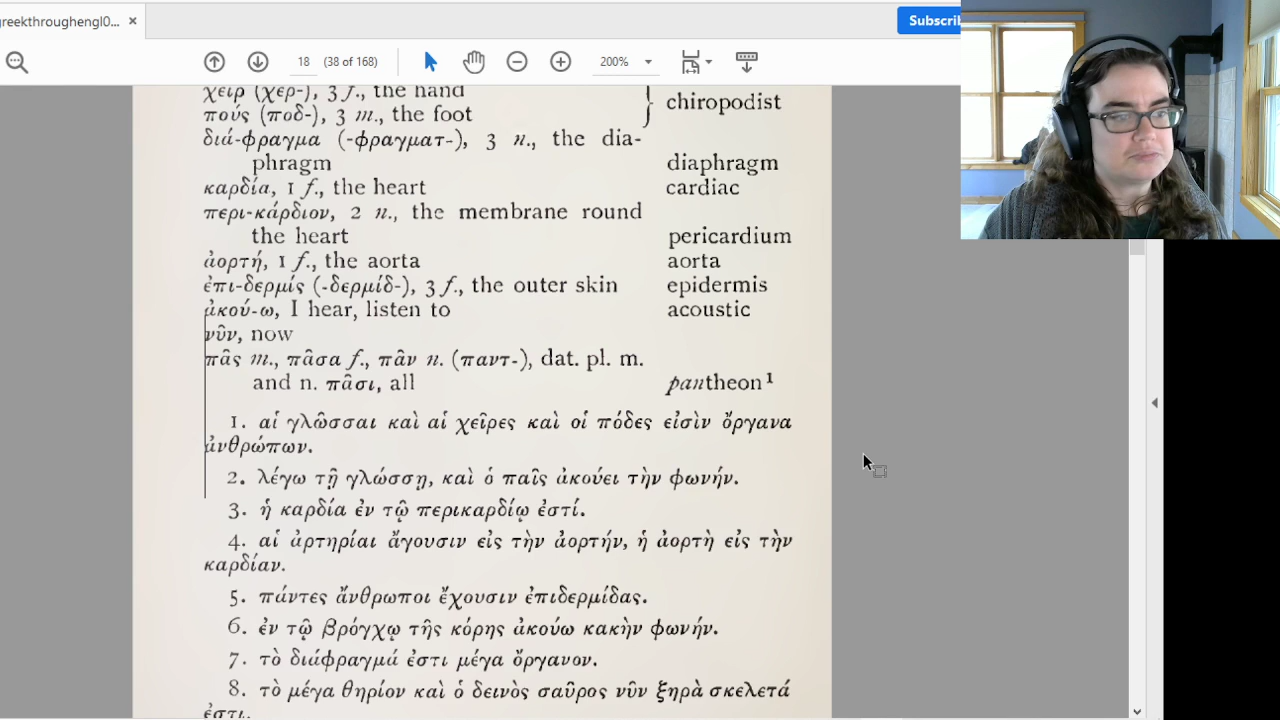 greekthroughengl0... ×
Subscrib
18 (38 of 168) 200%
χείρ (χερ-), 3 f., the hand
πούς (ποδ-), 3 m., the foot
chiropodist
διά-φραγμα (-φραγματ-), 3 n., the dia-
phragm diaphragm
καρδία, 1 f., the heart cardiac
περι-κάρδιον, 2 n., the membrane round
the heart pericardium
ἀορτή, 1 f., the aorta aorta
ἐπι-δερμίς (-δερμίδ-), 3 f., the outer skin epidermis
ἀκού-ω, I hear, listen to acoustic
νῦν, now
πᾶς m., πᾶσα f., πᾶν n. (παντ-), dat. pl. m.
and n. πᾶσι, all pantheon¹
1. αἱ γλῶσσαι καὶ αἱ χεῖρες καὶ οἱ πόδες εἰσὶν ὄργανα
ἀνθρώπων.
2. λέγω τῇ γλώσσῃ, καὶ ὁ παῖς ἀκούει τὴν φωνήν.
3. ἡ καρδία ἐν τῷ περικαρδίῳ ἐστί.
4. αἱ ἀρτηρίαι ἄγουσιν εἰς τὴν ἀορτήν, ἡ ἀορτὴ εἰς τὴν
καρδίαν.
5. πάντες ἄνθρωποι ἔχουσιν ἐπιδερμίδας.
6. ἐν τῷ βρόγχῳ τῆς κόρης ἀκούω κακὴν φωνήν.
7. τὸ διάφραγμά ἐστι μέγα ὄργανον.
8. τὸ μέγα θηρίον καὶ ὁ δεινὸς σαῦρος νῦν ξηρὰ σκελετά
ἐστι.